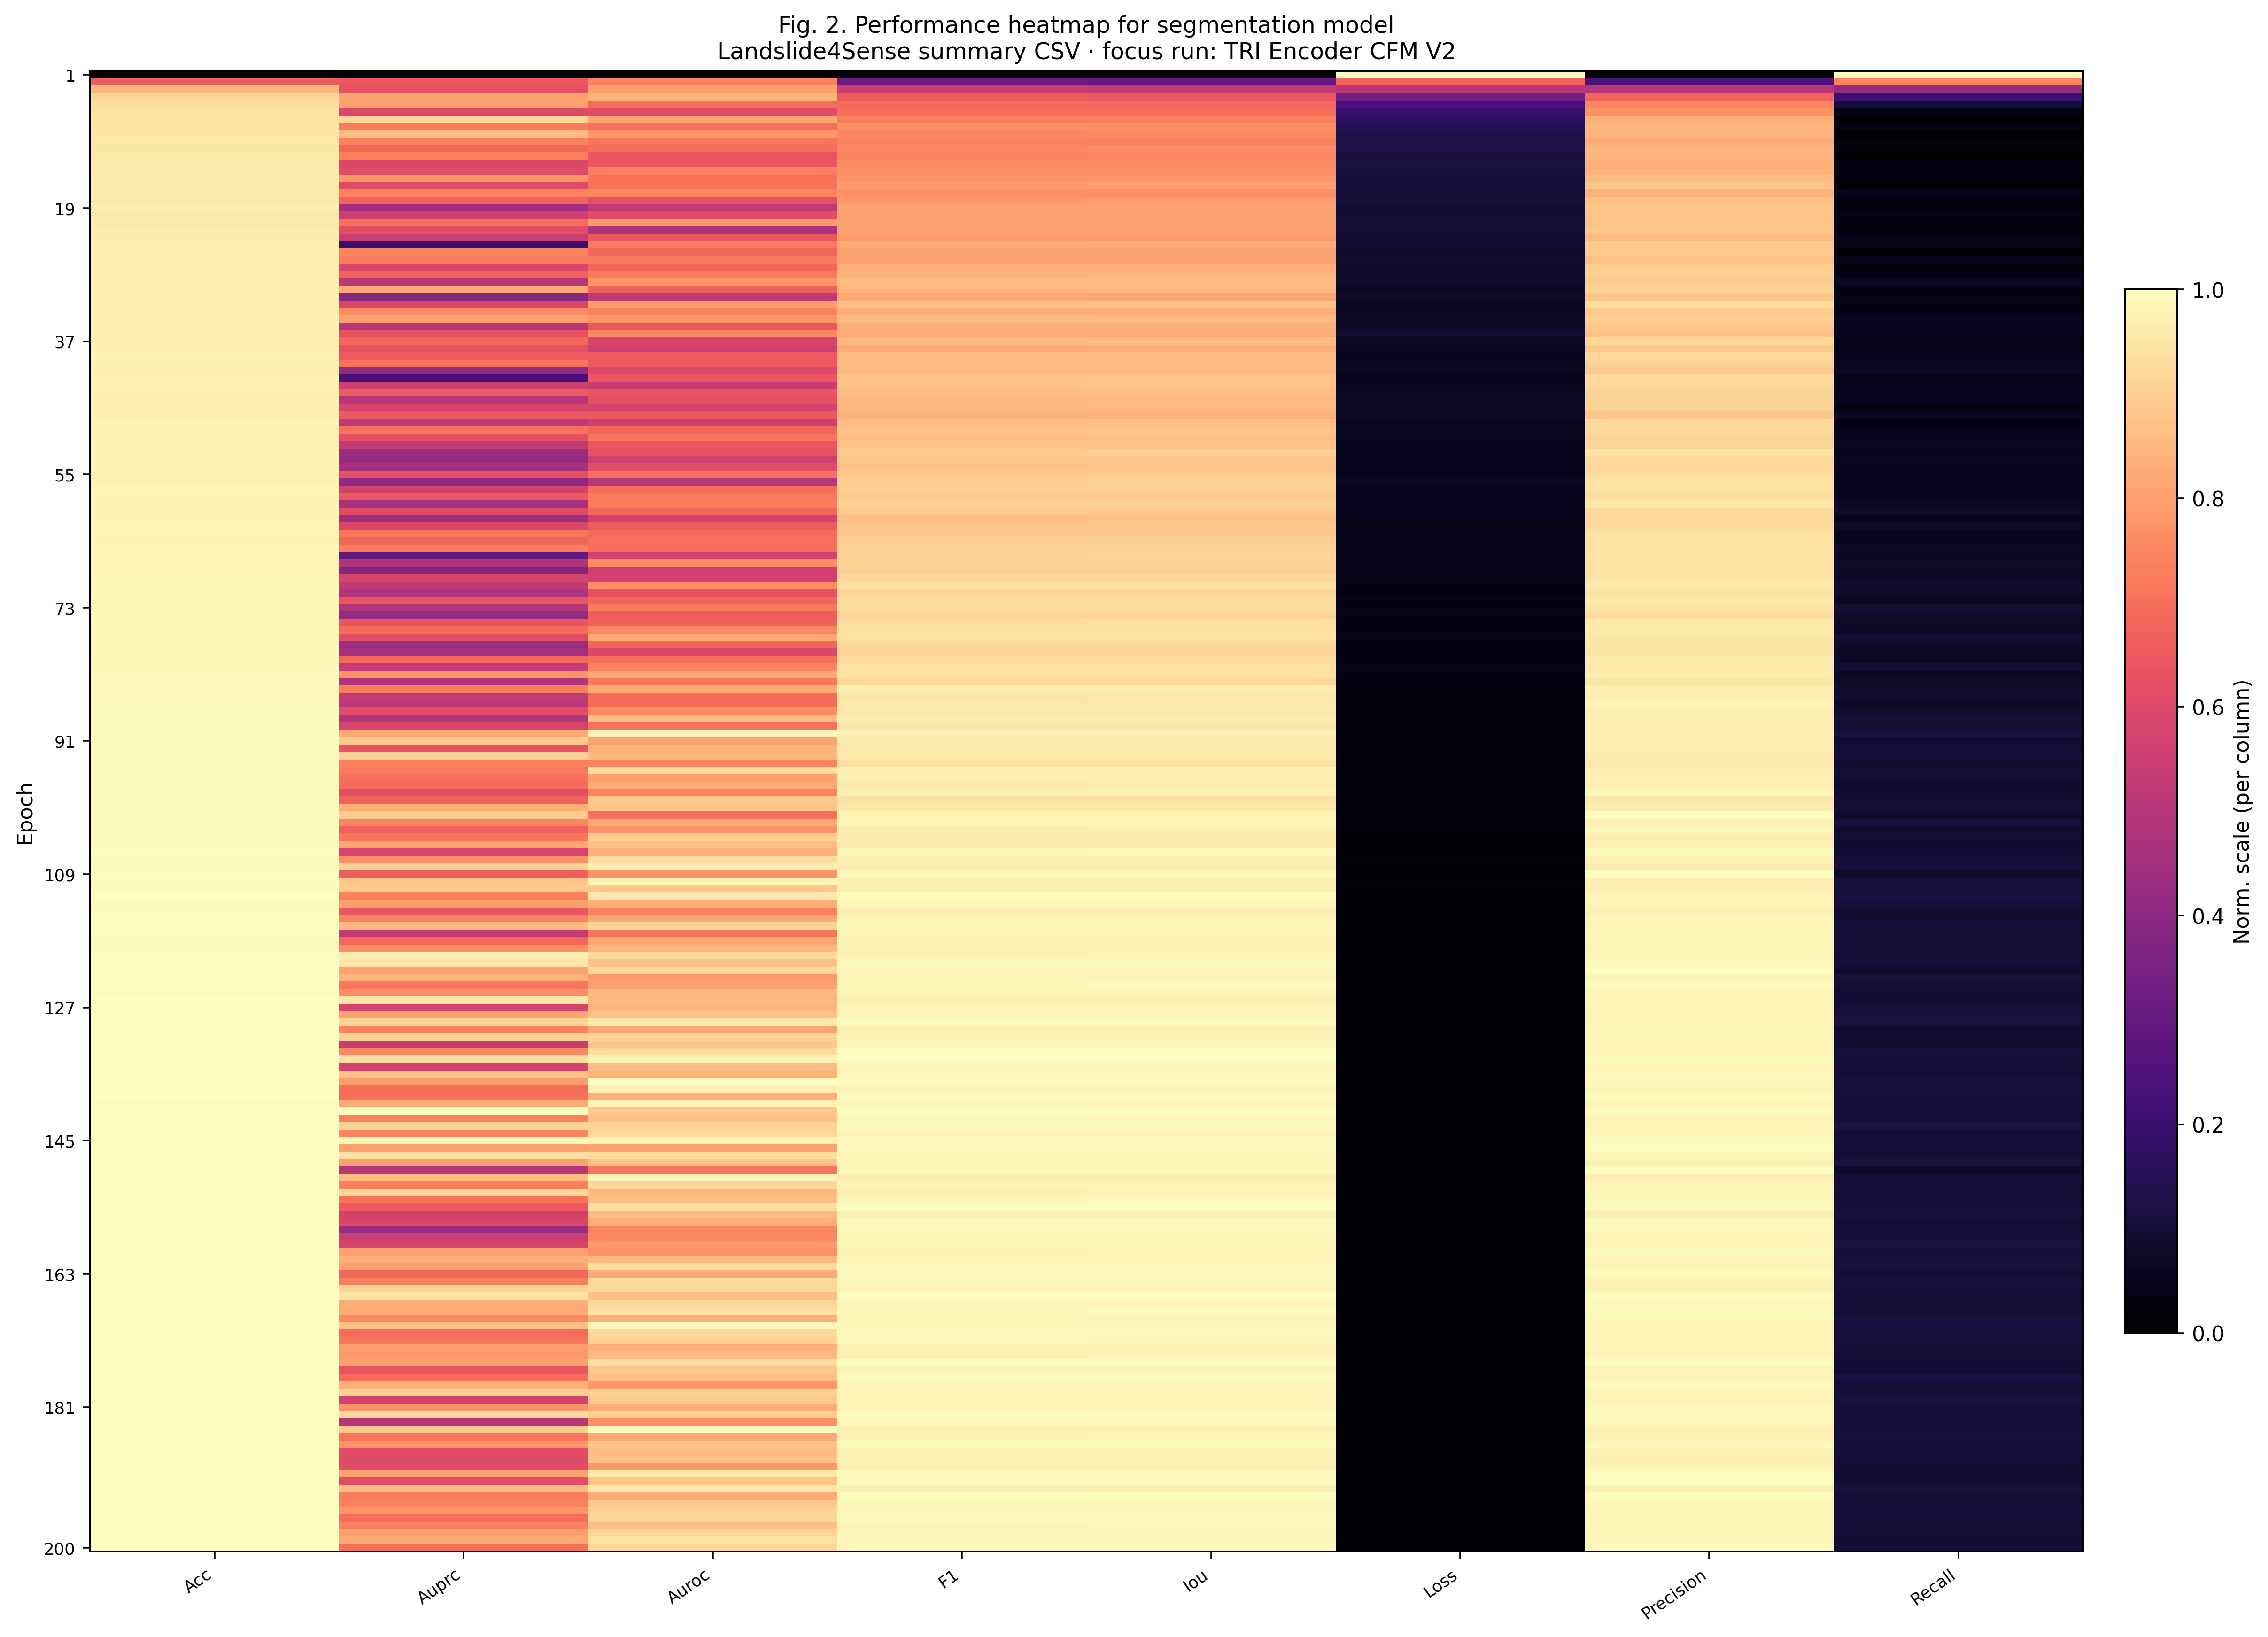 Fig. 2. Performance heatmap for segmentation model
Landslide4Sense summary CSV · focus run: TRI Encoder CFM V2
Epoch
1
19
37
55
73
91
109
127
145
163
181
200
Acc
Auprc
Auroc
F1
Iou
Loss
Precision
Recall
1.0
0.8
0.6
0.4
0.2
0.0
Norm. scale (per column)